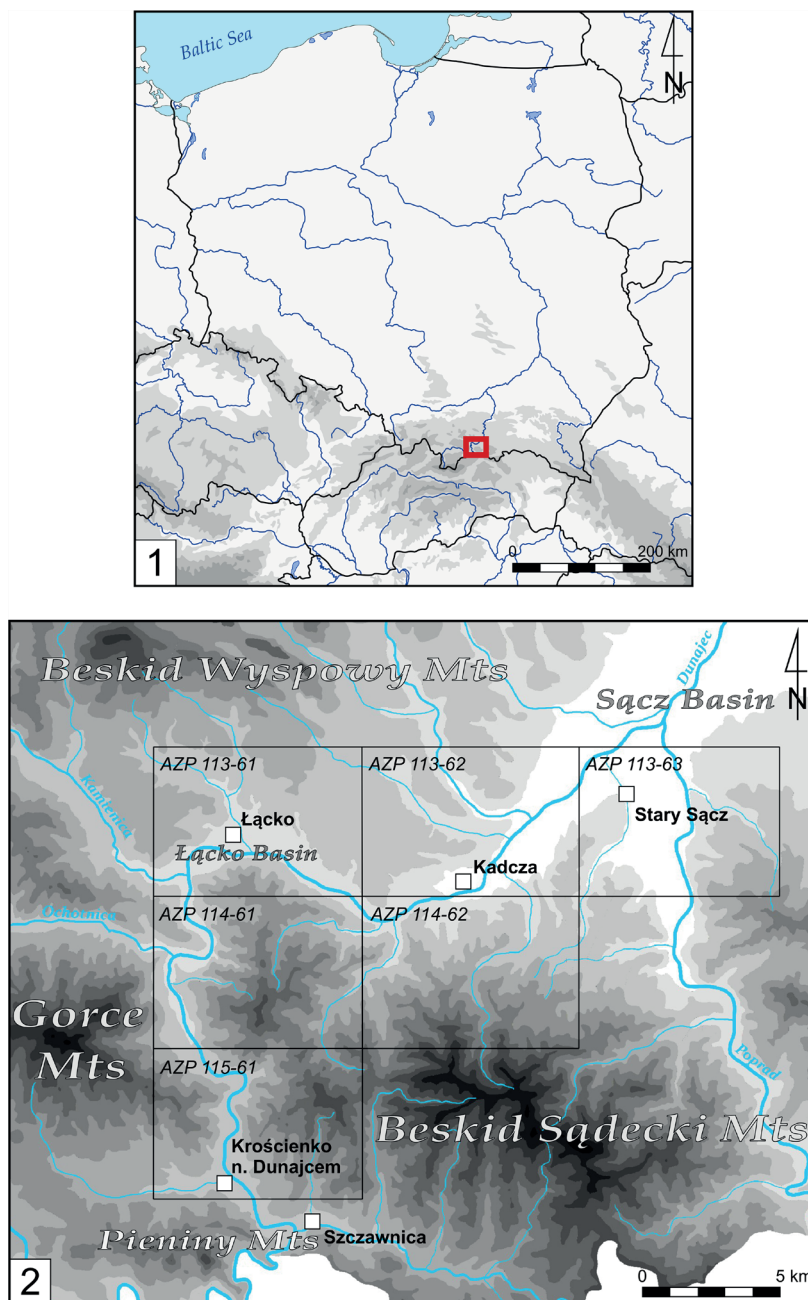 Baltic Sea
N
0
200 km
1
Beskid Wyspowy Mts
Dunajec
N
Sącz Basin
Kamienica
AZP 113-61
AZP 113-62
AZP 113-63
Stary Sącz
Łącko
Łącko Basin
Kadcza
Ochotnica
AZP 114-61
AZP 114-62
Gorce
Mts
AZP 115-61
Poprad
Beskid Sądecki Mts
Krościenko
n. Dunajcem
Pieniny Mts
Szczawnica
2
0
5 km